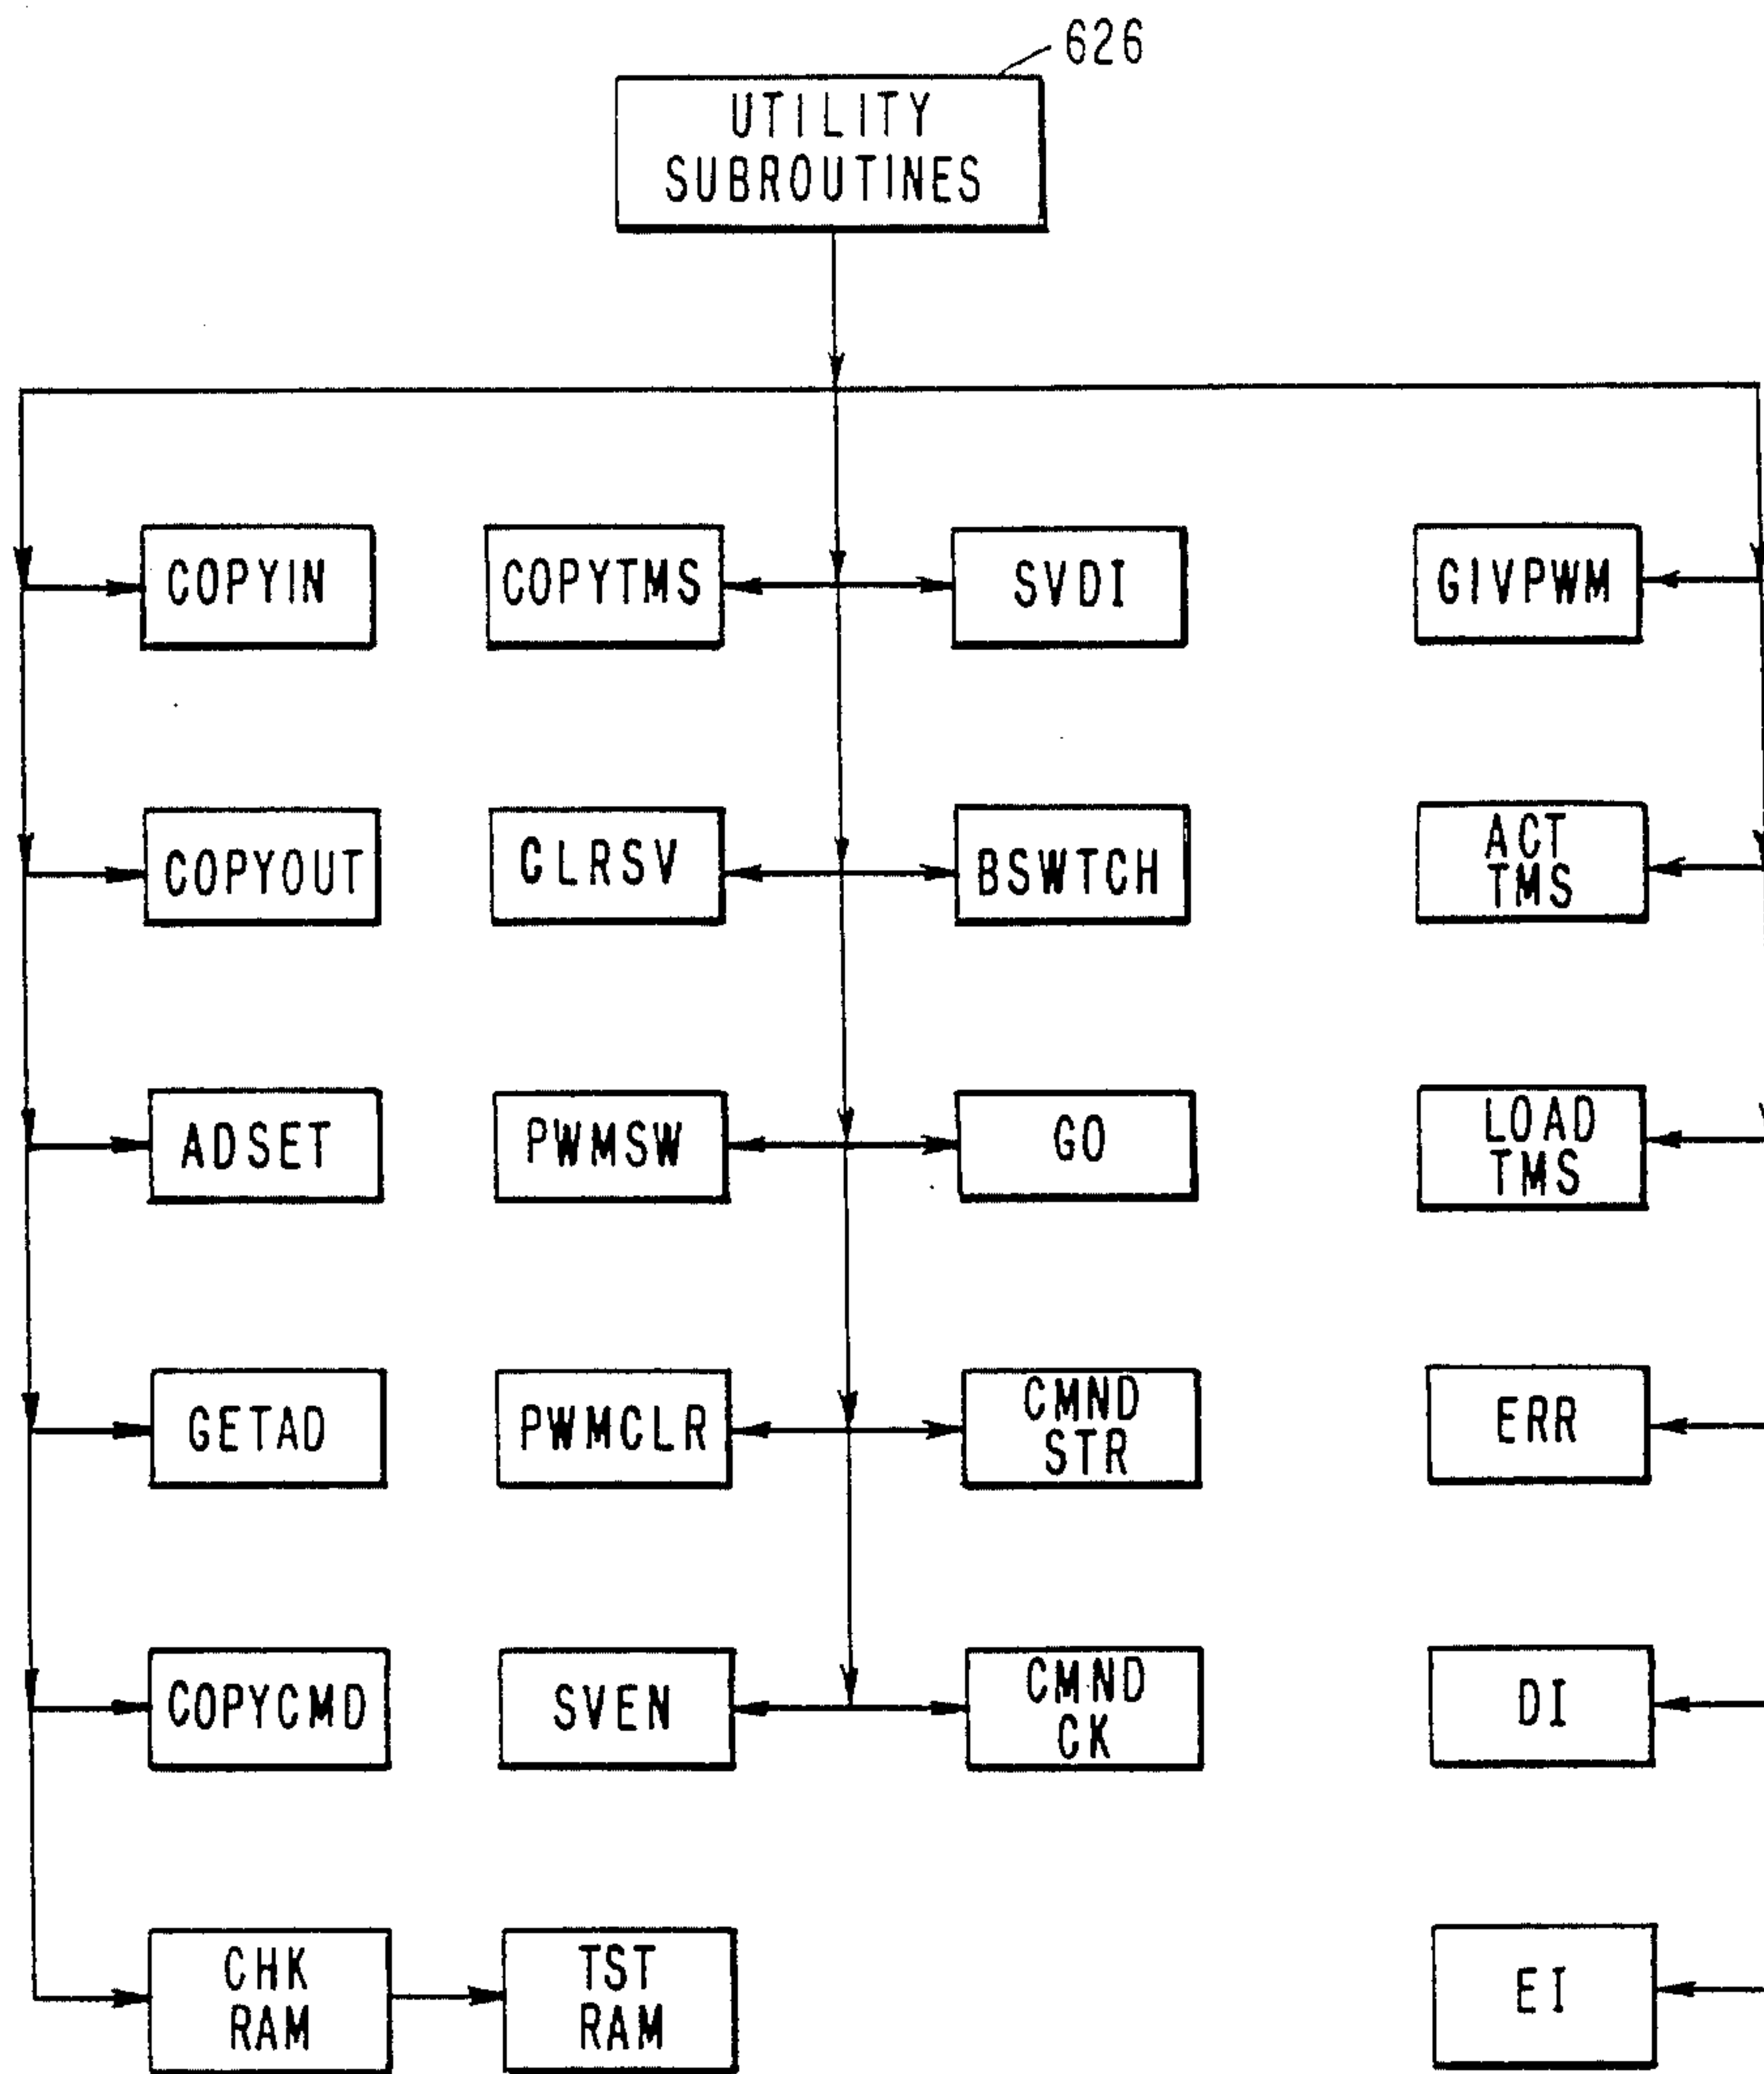 626
UTILITY
SUBROUTINES
COPYIN
COPYTMS
SVDI
GIVPWM
COPYOUT
CLRSV
BSWTCH
ACT
TMS
ADSET
PWMSW
GO
LOAD
TMS
GETAD
PWMCLR
CMND
STR
ERR
COPYCMD
SVEN
CMND
CK
DI
CHK
RAM
TST
RAM
EI